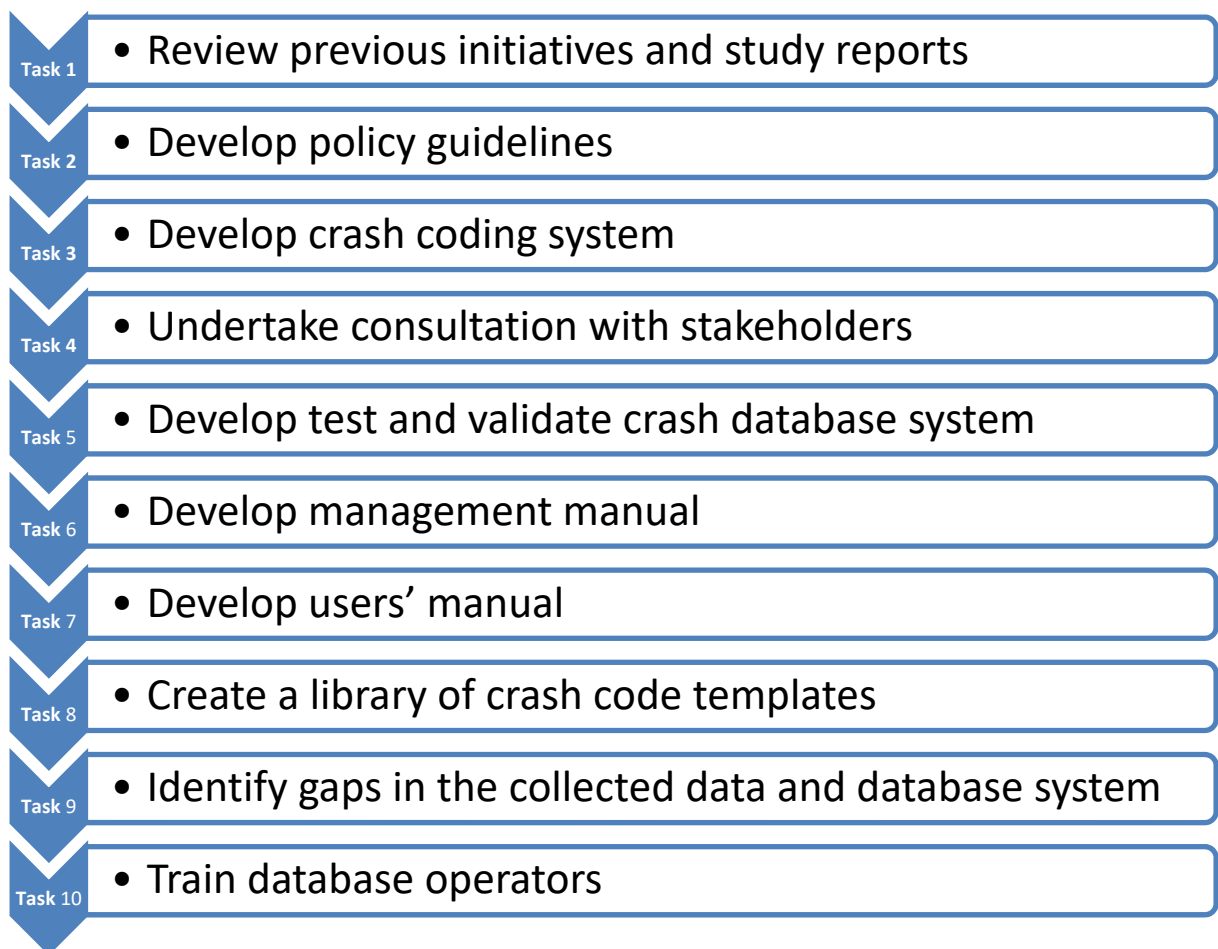 Task 1
• Review previous initiatives and study reports
Task 2
• Develop policy guidelines
Task 3
• Develop crash coding system
Task 4
• Undertake consultation with stakeholders
Task 5
• Develop test and validate crash database system
Task 6
• Develop management manual
Task 7
• Develop users’ manual
Task 8
• Create a library of crash code templates
Task 9
• Identify gaps in the collected data and database system
Task 10
• Train database operators